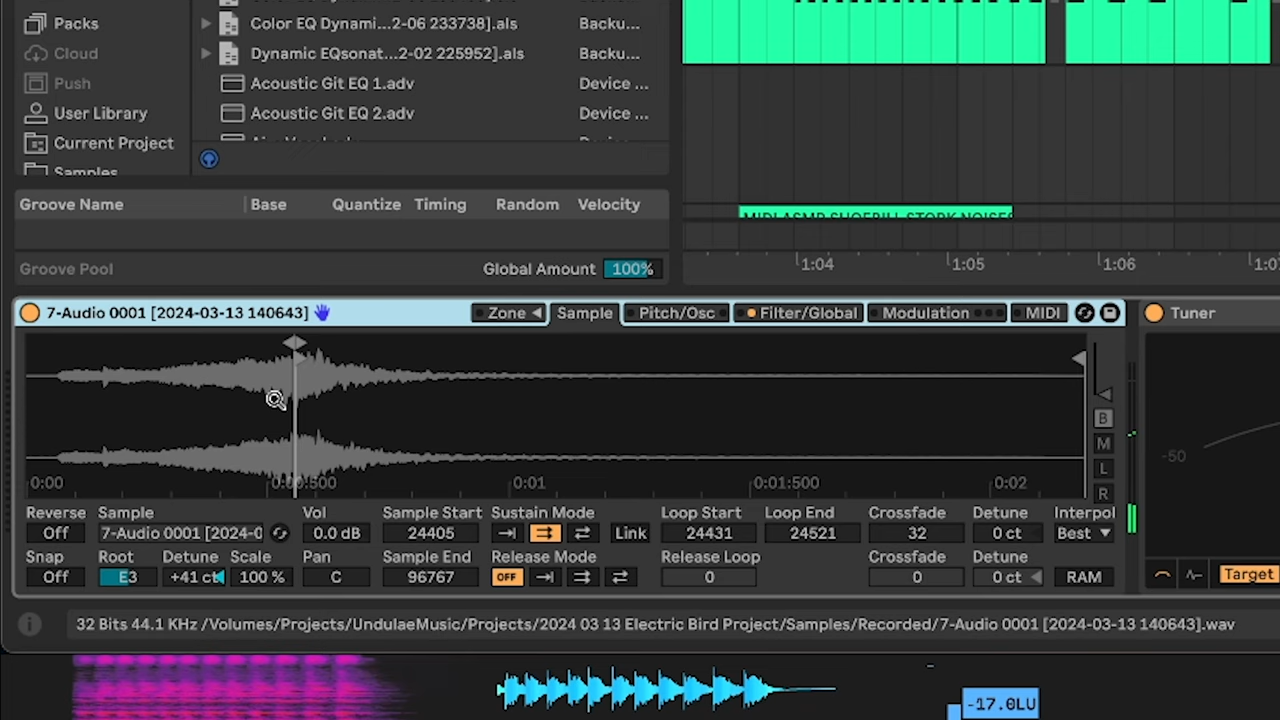 Packs
Color EQ Dynami...2-06 233738].als Backu...
Cloud
Dynamic EQsonat...2-02 225952].als Backu...
Push
Acoustic Git EQ 1.adv Device ...
User Library
Acoustic Git EQ 2.adv Device ...
Current Project
Samples
Groove Name Base Quantize Timing Random Velocity
MIDI ASMR SHOEBILL STORK NOISES
Groove Pool Global Amount 100%
1:04 1:05 1:06
7-Audio 0001 [2024-03-13 140643] Zone Sample Pitch/Osc Filter/Global Modulation MIDI Tuner
B
M
L
R
-50
0:00 0:00:500 0:01 0:01:500 0:02
Reverse Sample Vol Sample Start Sustain Mode Loop Start Loop End Crossfade Detune Interpol
Off 7-Audio 0001 [2024-0 0.0 dB 24405 Link 24431 24521 32 0 ct Best
Snap Root Detune Scale Pan Sample End Release Mode Release Loop Crossfade Detune
Off E3 +41 ct 100 % C 96767 OFF 0 0 0 ct RAM Target
32 Bits 44.1 KHz /Volumes/Projects/UndulaeMusic/Projects/2024 03 13 Electric Bird Project/Samples/Recorded/7-Audio 0001 [2024-03-13 140643].wav
-17.0LU